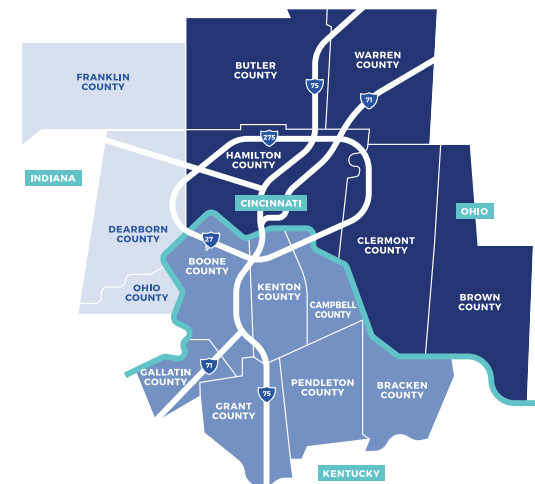 BUTLER
COUNTY
WARREN
COUNTY
FRANKLIN
COUNTY
75
71
275
HAMILTON
COUNTY
INDIANA
CINCINNATI
OHIO
DEARBORN
COUNTY
27
5
CLERMONT
COUNTY
BOONE
COUNTY
OHIO
COUNTY
KENTON
COUNTY
CAMPBELL
COUNTY
BROWN
COUNTY
71
GALLATIN
COUNTY
75
PENDLETON
COUNTY
BRACKEN
COUNTY
GRANT
COUNTY
KENTUCKY